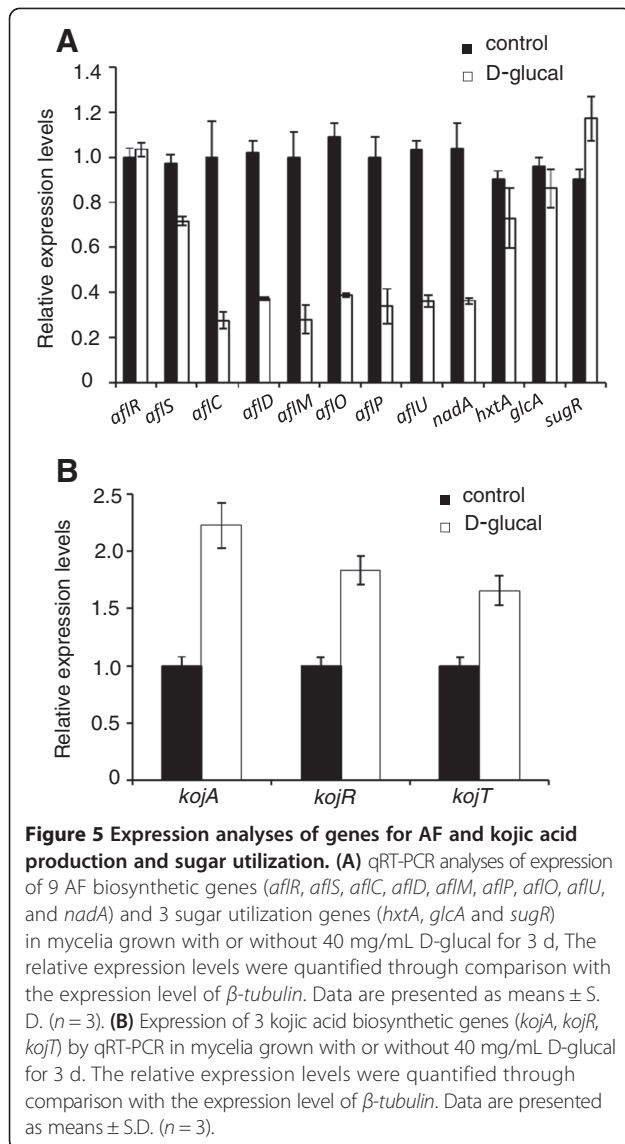 A
control
D-glucal
1.4
1.2
1.0
0.8
0.6
0.4
0.2
0
Relative expression levels
aflR aflS aflC aflD aflM aflO aflP aflU nadA hxtA glcA sugR
B
control
D-glucal
2.5
2.0
1.5
1.0
0.5
0
Relative expression levels
kojA kojR kojT
Figure 5 Expression analyses of genes for AF and kojic acid
production and sugar utilization. (A) qRT-PCR analyses of expression
of 9 AF biosynthetic genes (aflR, aflS, aflC, aflD, aflM, aflP, aflO, aflU,
and nadA) and 3 sugar utilization genes (hxtA, glcA and sugR)
in mycelia grown with or without 40 mg/mL D-glucal for 3 d, The
relative expression levels were quantified through comparison with
the expression level of β-tubulin. Data are presented as means ± S.
D. (n = 3). (B) Expression of 3 kojic acid biosynthetic genes (kojA, kojR,
kojT) by qRT-PCR in mycelia grown with or without 40 mg/mL D-glucal
for 3 d. The relative expression levels were quantified through
comparison with the expression level of β-tubulin. Data are presented
as means ± S.D. (n = 3).